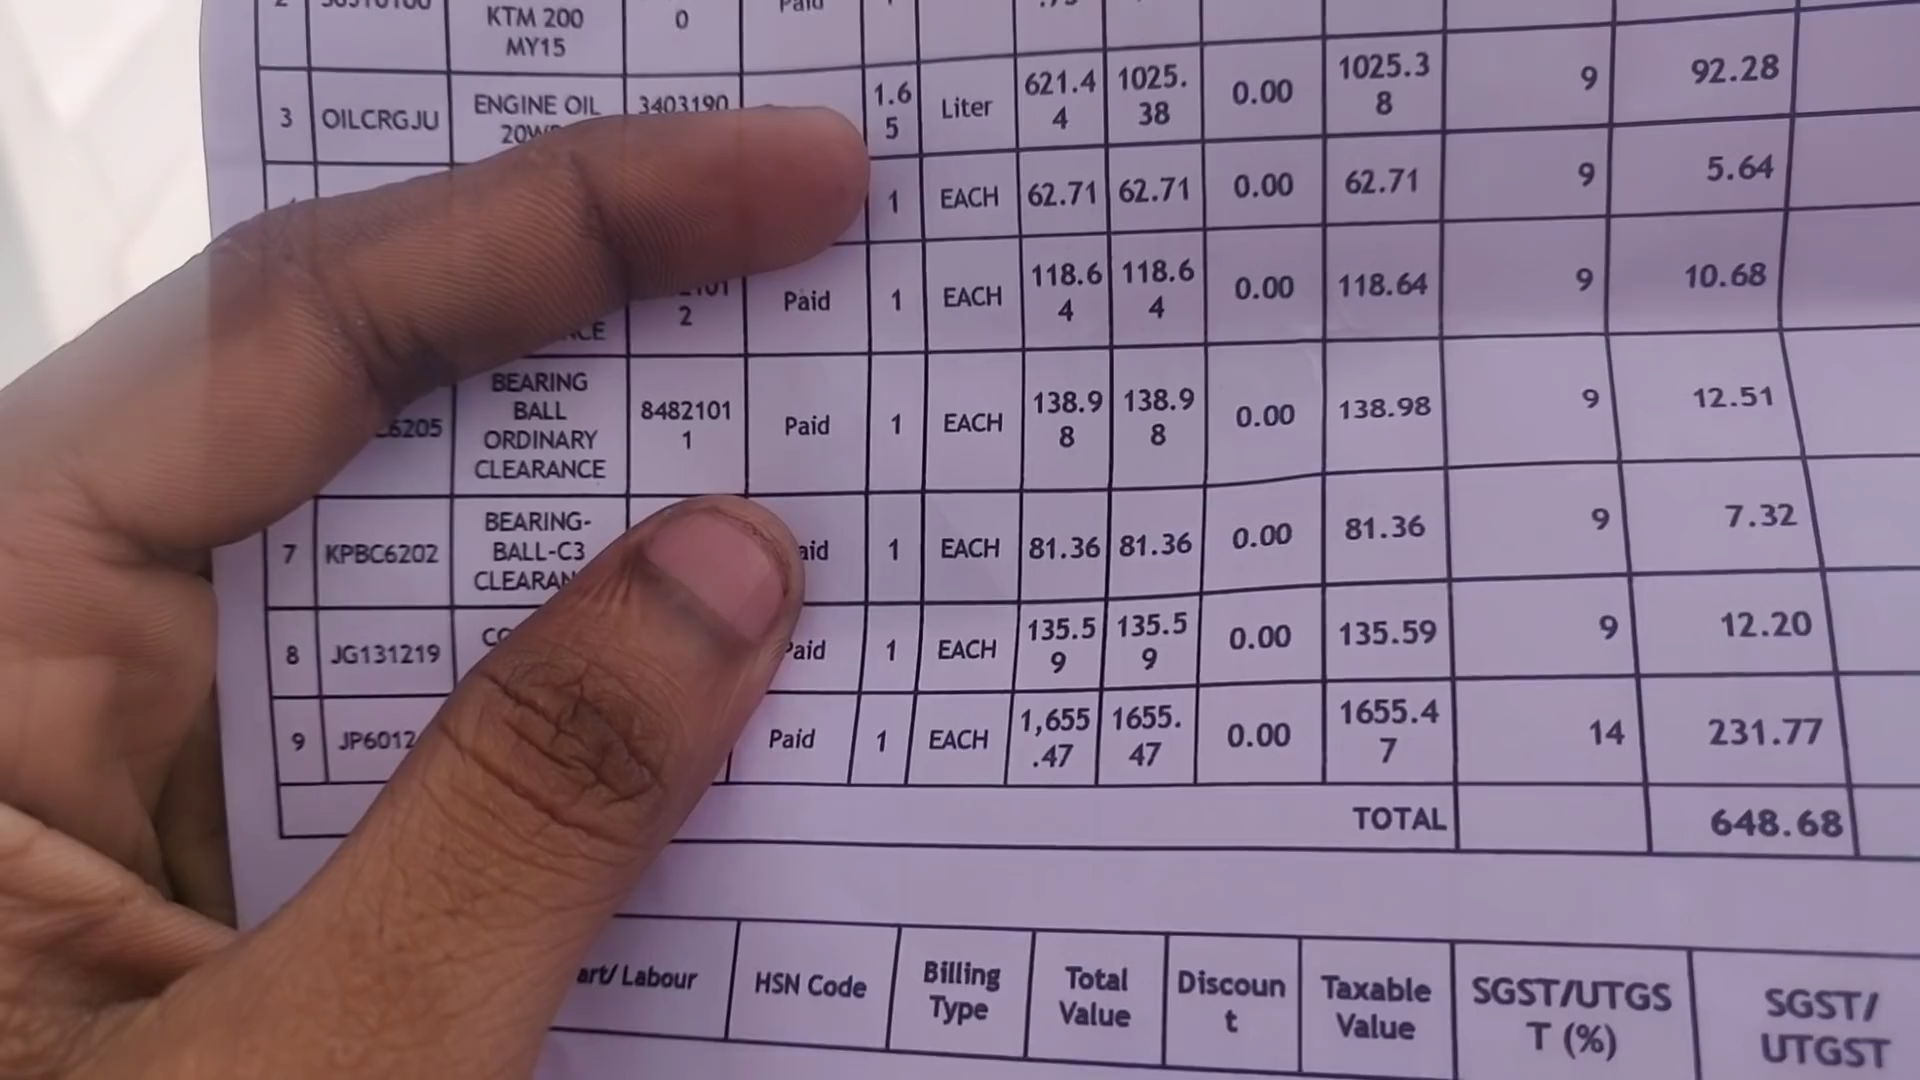 KTM 200
MY15
0
3 OILCRGJU ENGINE OIL 3403190 1.6 Liter 621.4 1025. 0.00 1025.3 9 92.28
5 4 38 8
1 EACH 62.71 62.71 0.00 62.71 9 5.64
2 Paid 1 EACH 118.6 118.6 0.00 118.64 9 10.68
4 4
BEARING
BALL 8482101 Paid 1 EACH 138.9 138.9 0.00 138.98 9 12.51
ORDINARY 1 8 8
CLEARANCE
BEARING-
7 KPBC6202 BALL-C3 1 EACH 81.36 81.36 0.00 81.36 9 7.32
8 JG131219 1 EACH 135.5 135.5 0.00 135.59 9 12.20
9 9
9 JP6012 Paid 1 EACH 1,655 1655. 0.00 1655.4 14 231.77
.47 47 7
TOTAL 648.68
Labour HSN Code Billing Total Discoun Taxable SGST/UTGS SGST/
Type Value t Value T (%) UTGST